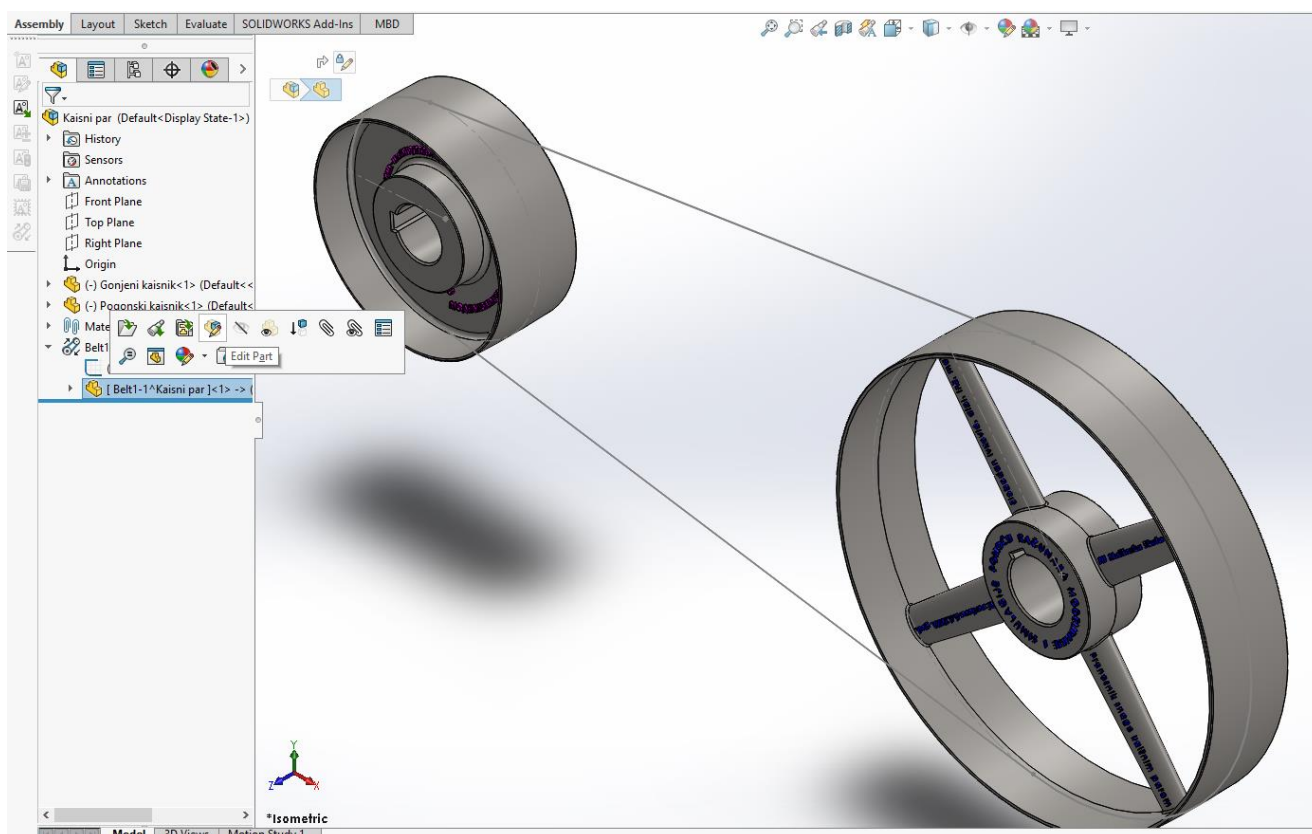 Assembly Layout Sketch Evaluate SOLIDWORKS Add-Ins MBD
Kaisni par (Default<Display State-1>)
History
Sensors
Annotations
Front Plane
Top Plane
Right Plane
Origin
(-) Gonjeni kaisnik<1> (Default<<
(-) Pogonski kaisnik<1> (Default<
Mate
Belt1
Edit Part
[ Belt1-1^Kaisni par ]<1> -> (
Y
Z
X
*Isometric
Model 3D Views Motion Study 1